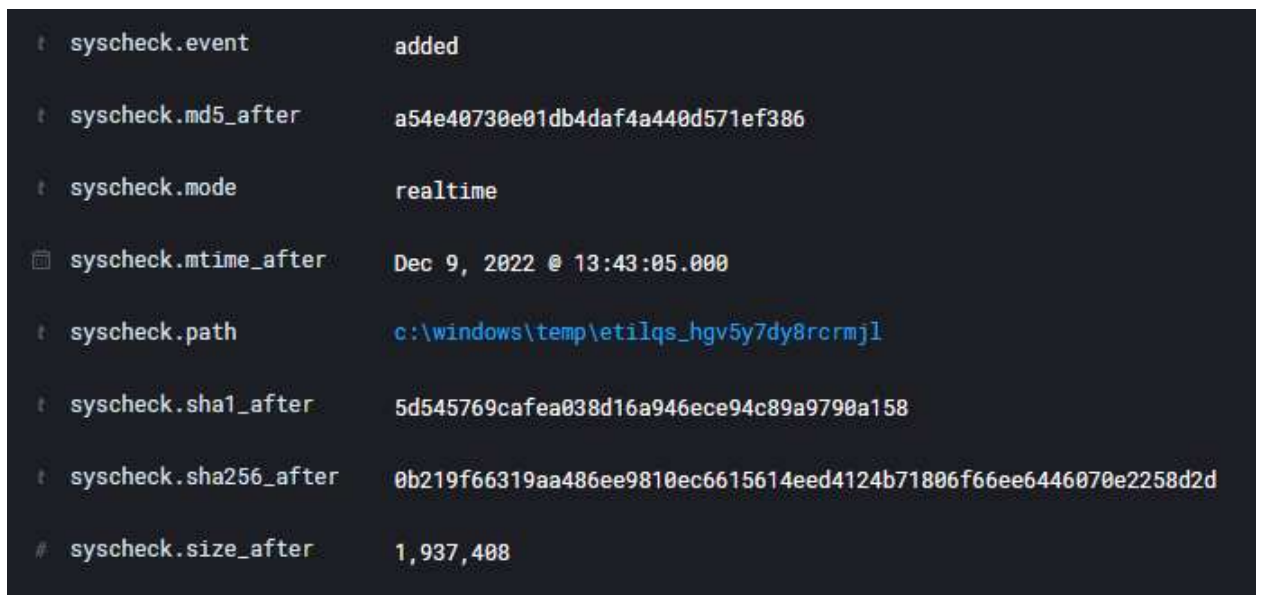 t syscheck.event added
t syscheck.md5_after a54e40730e01db4daf4a440d571ef386
t syscheck.mode realtime
syscheck.mtime_after Dec 9, 2022 @ 13:43:05.000
t syscheck.path c:\windows\temp\etilqs_hgv5y7dy8rcrmjl
t syscheck.sha1_after 5d545769cafea038d16a946ece94c89a9790a158
t syscheck.sha256_after 0b219f66319aa486ee9810ec6615614eed4124b71806f66ee6446070e2258d2d
# syscheck.size_after 1,937,408